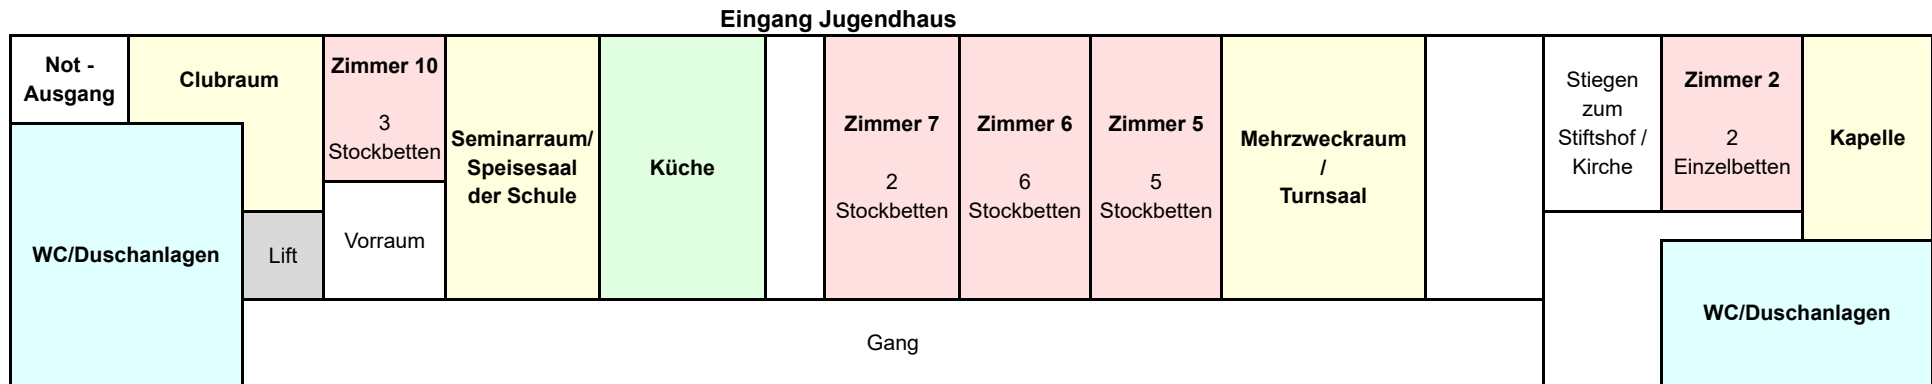 Eingang Jugendhaus
Not -
Ausgang
Clubraum
Zimmer 10
3
Stockbetten
Seminarraum/
Speisesaal
der Schule
Küche
Zimmer 7
2
Stockbetten
Zimmer 6
6
Stockbetten
Zimmer 5
5
Stockbetten
Mehrzweckraum
/
Turnsaal
Stiegen
zum
Stiftshof /
Kirche
Zimmer 2
2
Einzelbetten
Kapelle
WC/Duschanlagen
Lift
Vorraum
WC/Duschanlagen
Gang